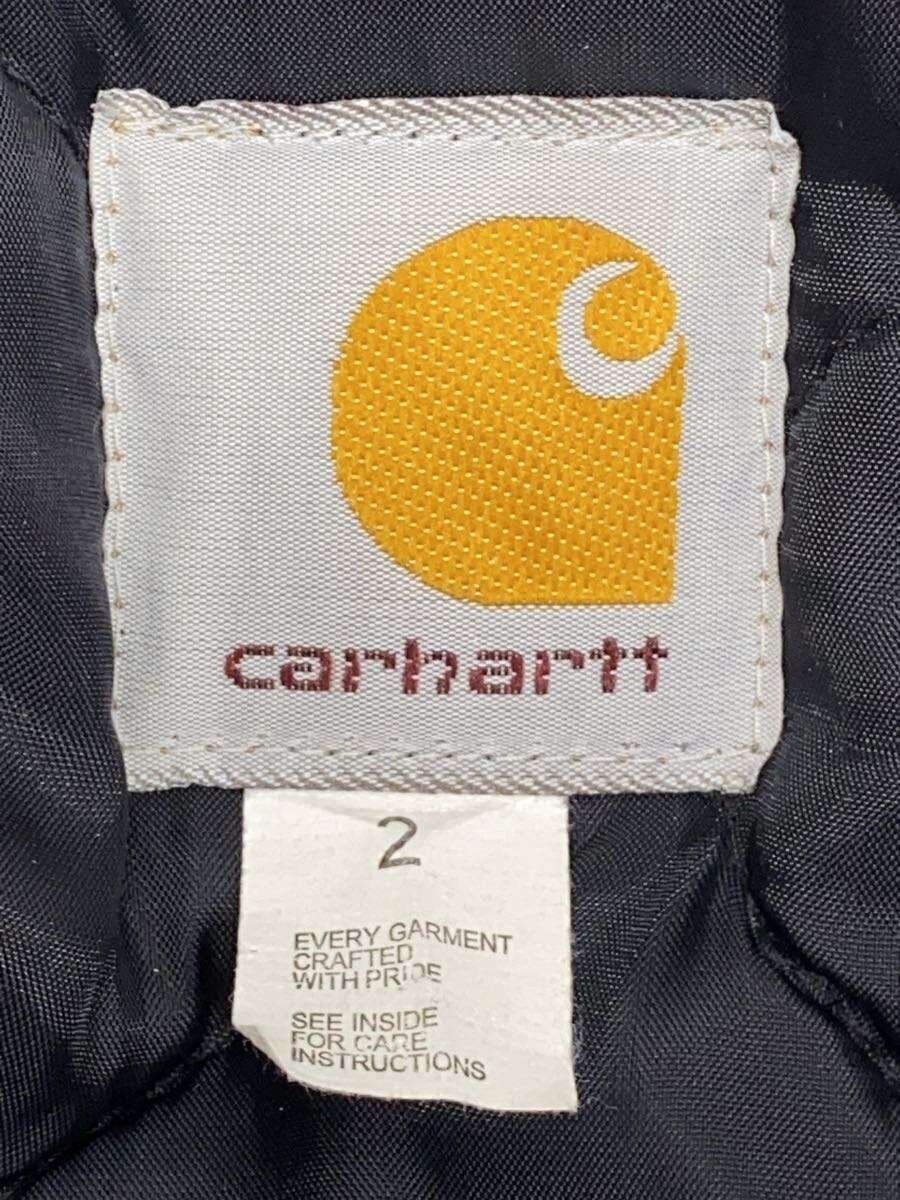 carhartt
2
EVERY GARMENT
CRAFTED
WITH PRIDE
SEE INSIDE
FOR CARE
INSTRUCTIONS